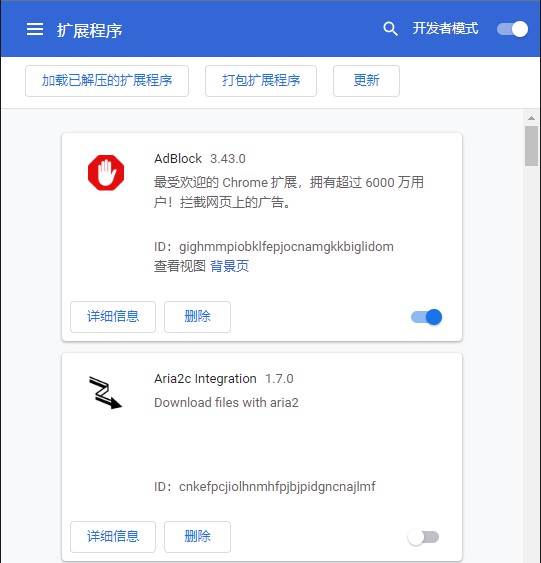 扩展程序
开发者模式
加载已解压的扩展程序 打包扩展程序 更新
AdBlock 3.43.0
最受欢迎的 Chrome 扩展，拥有超过 6000 万用
户！拦截网页上的广告。
ID：gighmmpiobklfepjocnamgkkbiglidom
查看视图 背景页
详细信息 删除
Aria2c Integration 1.7.0
Download files with aria2
ID：cnkefpcjiolhnmhfpjbjpidgncnajlmf
详细信息 删除